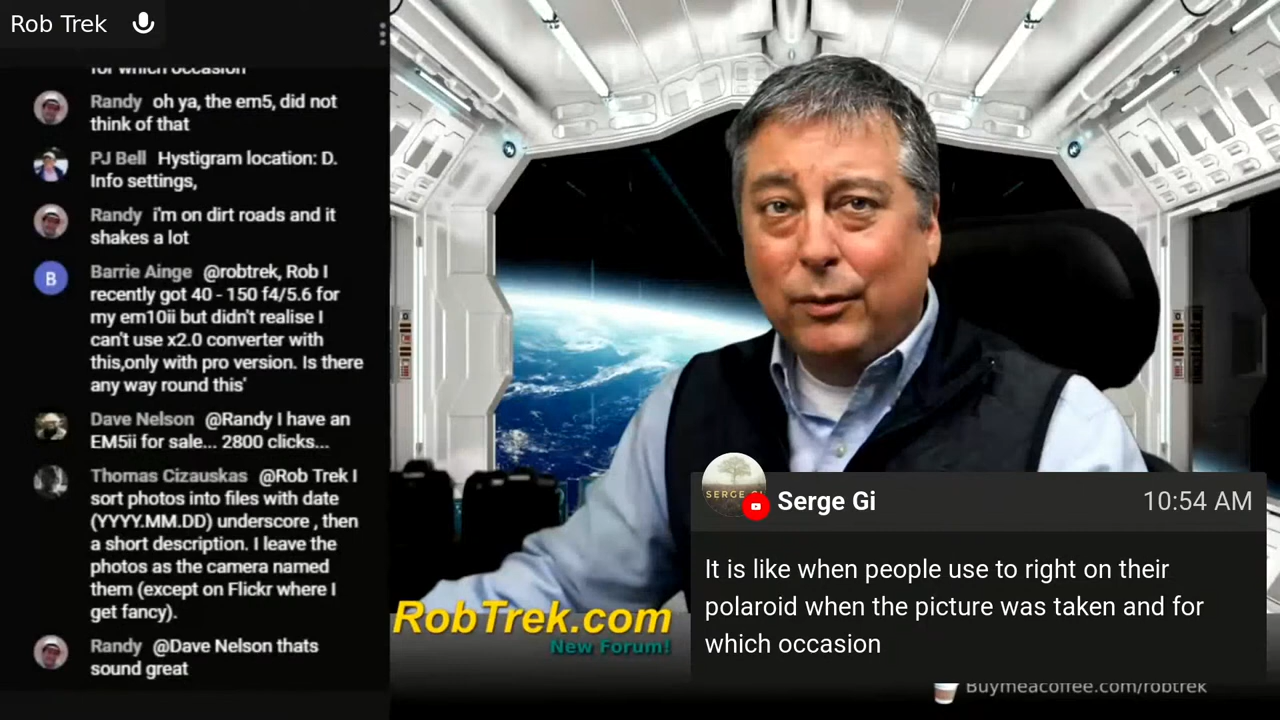 Rob Trek
for which occasion
Randy oh ya, the em5, did not
think of that
PJ Bell Hystigram location: D.
Info settings,
Randy i'm on dirt roads and it
shakes a lot
B
Barrie Ainge @robtrek, Rob I
recently got 40 - 150 f4/5.6 for
my em10ii but didn't realise I
can't use x2.0 converter with
this,only with pro version. Is there
any way round this'
Dave Nelson @Randy I have an
EM5ii for sale... 2800 clicks...
Thomas Cizauskas @Rob Trek I
sort photos into files with date
(YYYY.MM.DD) underscore , then
a short description. I leave the
photos as the camera named
them (except on Flickr where I
get fancy).
Randy @Dave Nelson thats
sound great
RobTrek.com
New Forum!
SERGE GI
Serge Gi 10:54 AM
It is like when people use to right on their
polaroid when the picture was taken and for
which occasion
Buymeacoffee.com/robtrek